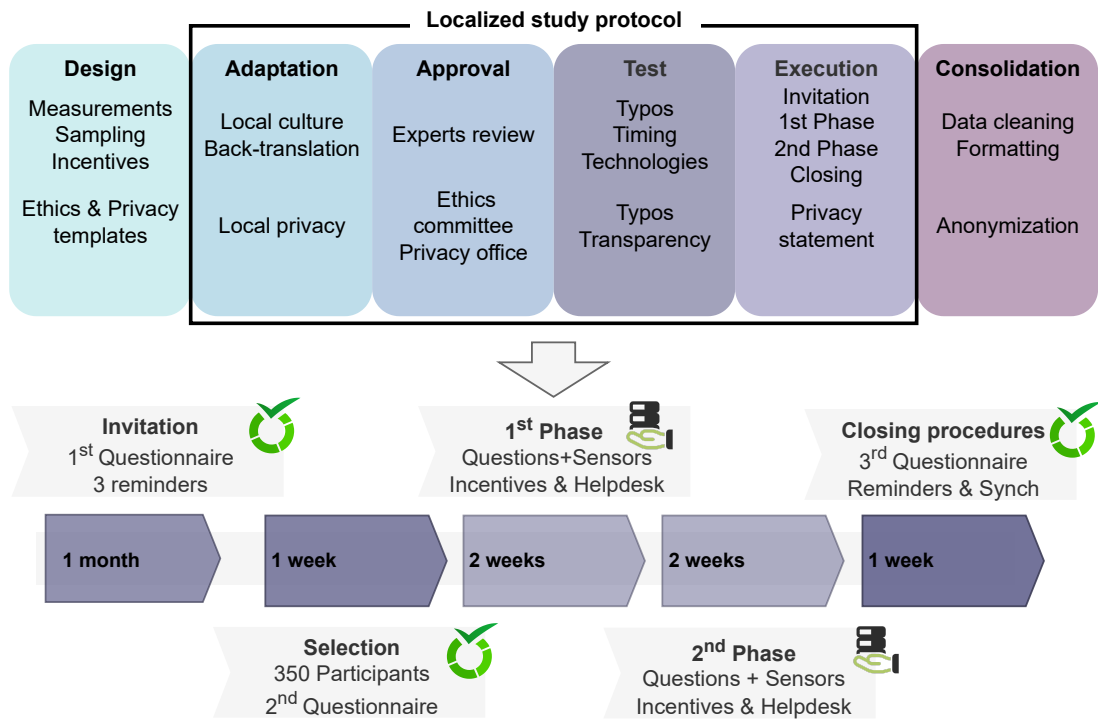 Localized study protocol
Design
Measurements
Sampling
Incentives
Ethics & Privacy
templates
Adaptation
Local culture
Back-translation
Local privacy
Approval
Experts review
Ethics
committee
Privacy office
Test
Typos
Timing
Technologies
Typos
Transparency
Execution
Invitation
1st Phase
2nd Phase
Closing
Privacy
statement
Consolidation
Data cleaning
Formatting
Anonymization
Invitation
1st Questionnaire
3 reminders
1st Phase
Questions+Sensors
Incentives & Helpdesk
Closing procedures
3rd Questionnaire
Reminders & Synch
1 month
1 week
2 weeks
2 weeks
1 week
Selection
350 Participants
2nd Questionnaire
2nd Phase
Questions + Sensors
Incentives & Helpdesk